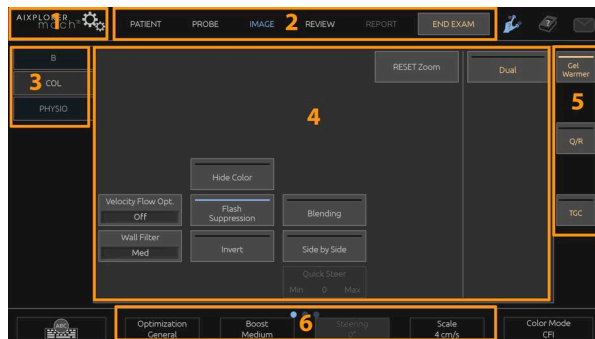 AIXPLORER
mach
1
PATIENT
PROBE
IMAGE
2
REVIEW
REPORT
END EXAM
B
3
COL
PHYSIO
RESET Zoom
Dual
Gel
Warmer
5
4
Q/R
Hide Color
Velocity Flow Opt.
Off
Flash
Suppression
Blending
TGC
Wall Filter
Med
Invert
Side by Side
Quick Steer
Min 0 Max
ABC
Optimization
General
Boost
Medium
6
Steering
0°
Scale
4 cm/s
Color Mode
CFI